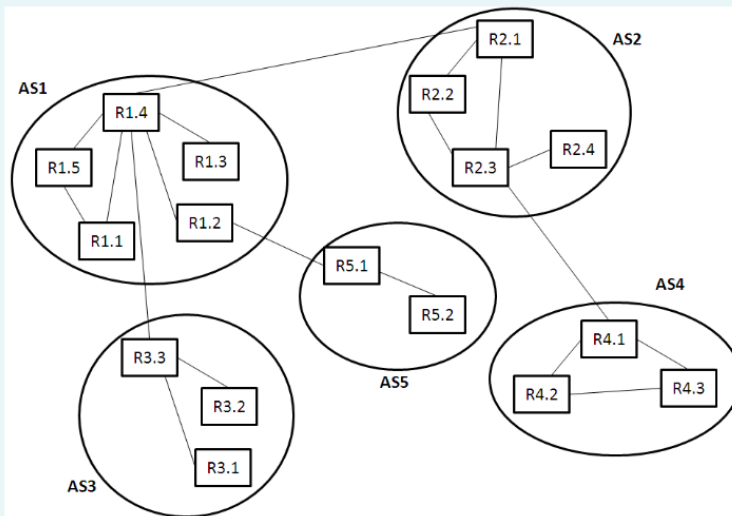 AS1
R1.4
R1.5
R1.3
R1.1
R1.2
AS2
R2.1
R2.2
R2.3
R2.4
R5.1
R5.2
AS5
AS4
R4.1
R4.2
R4.3
R3.3
R3.2
R3.1
AS3